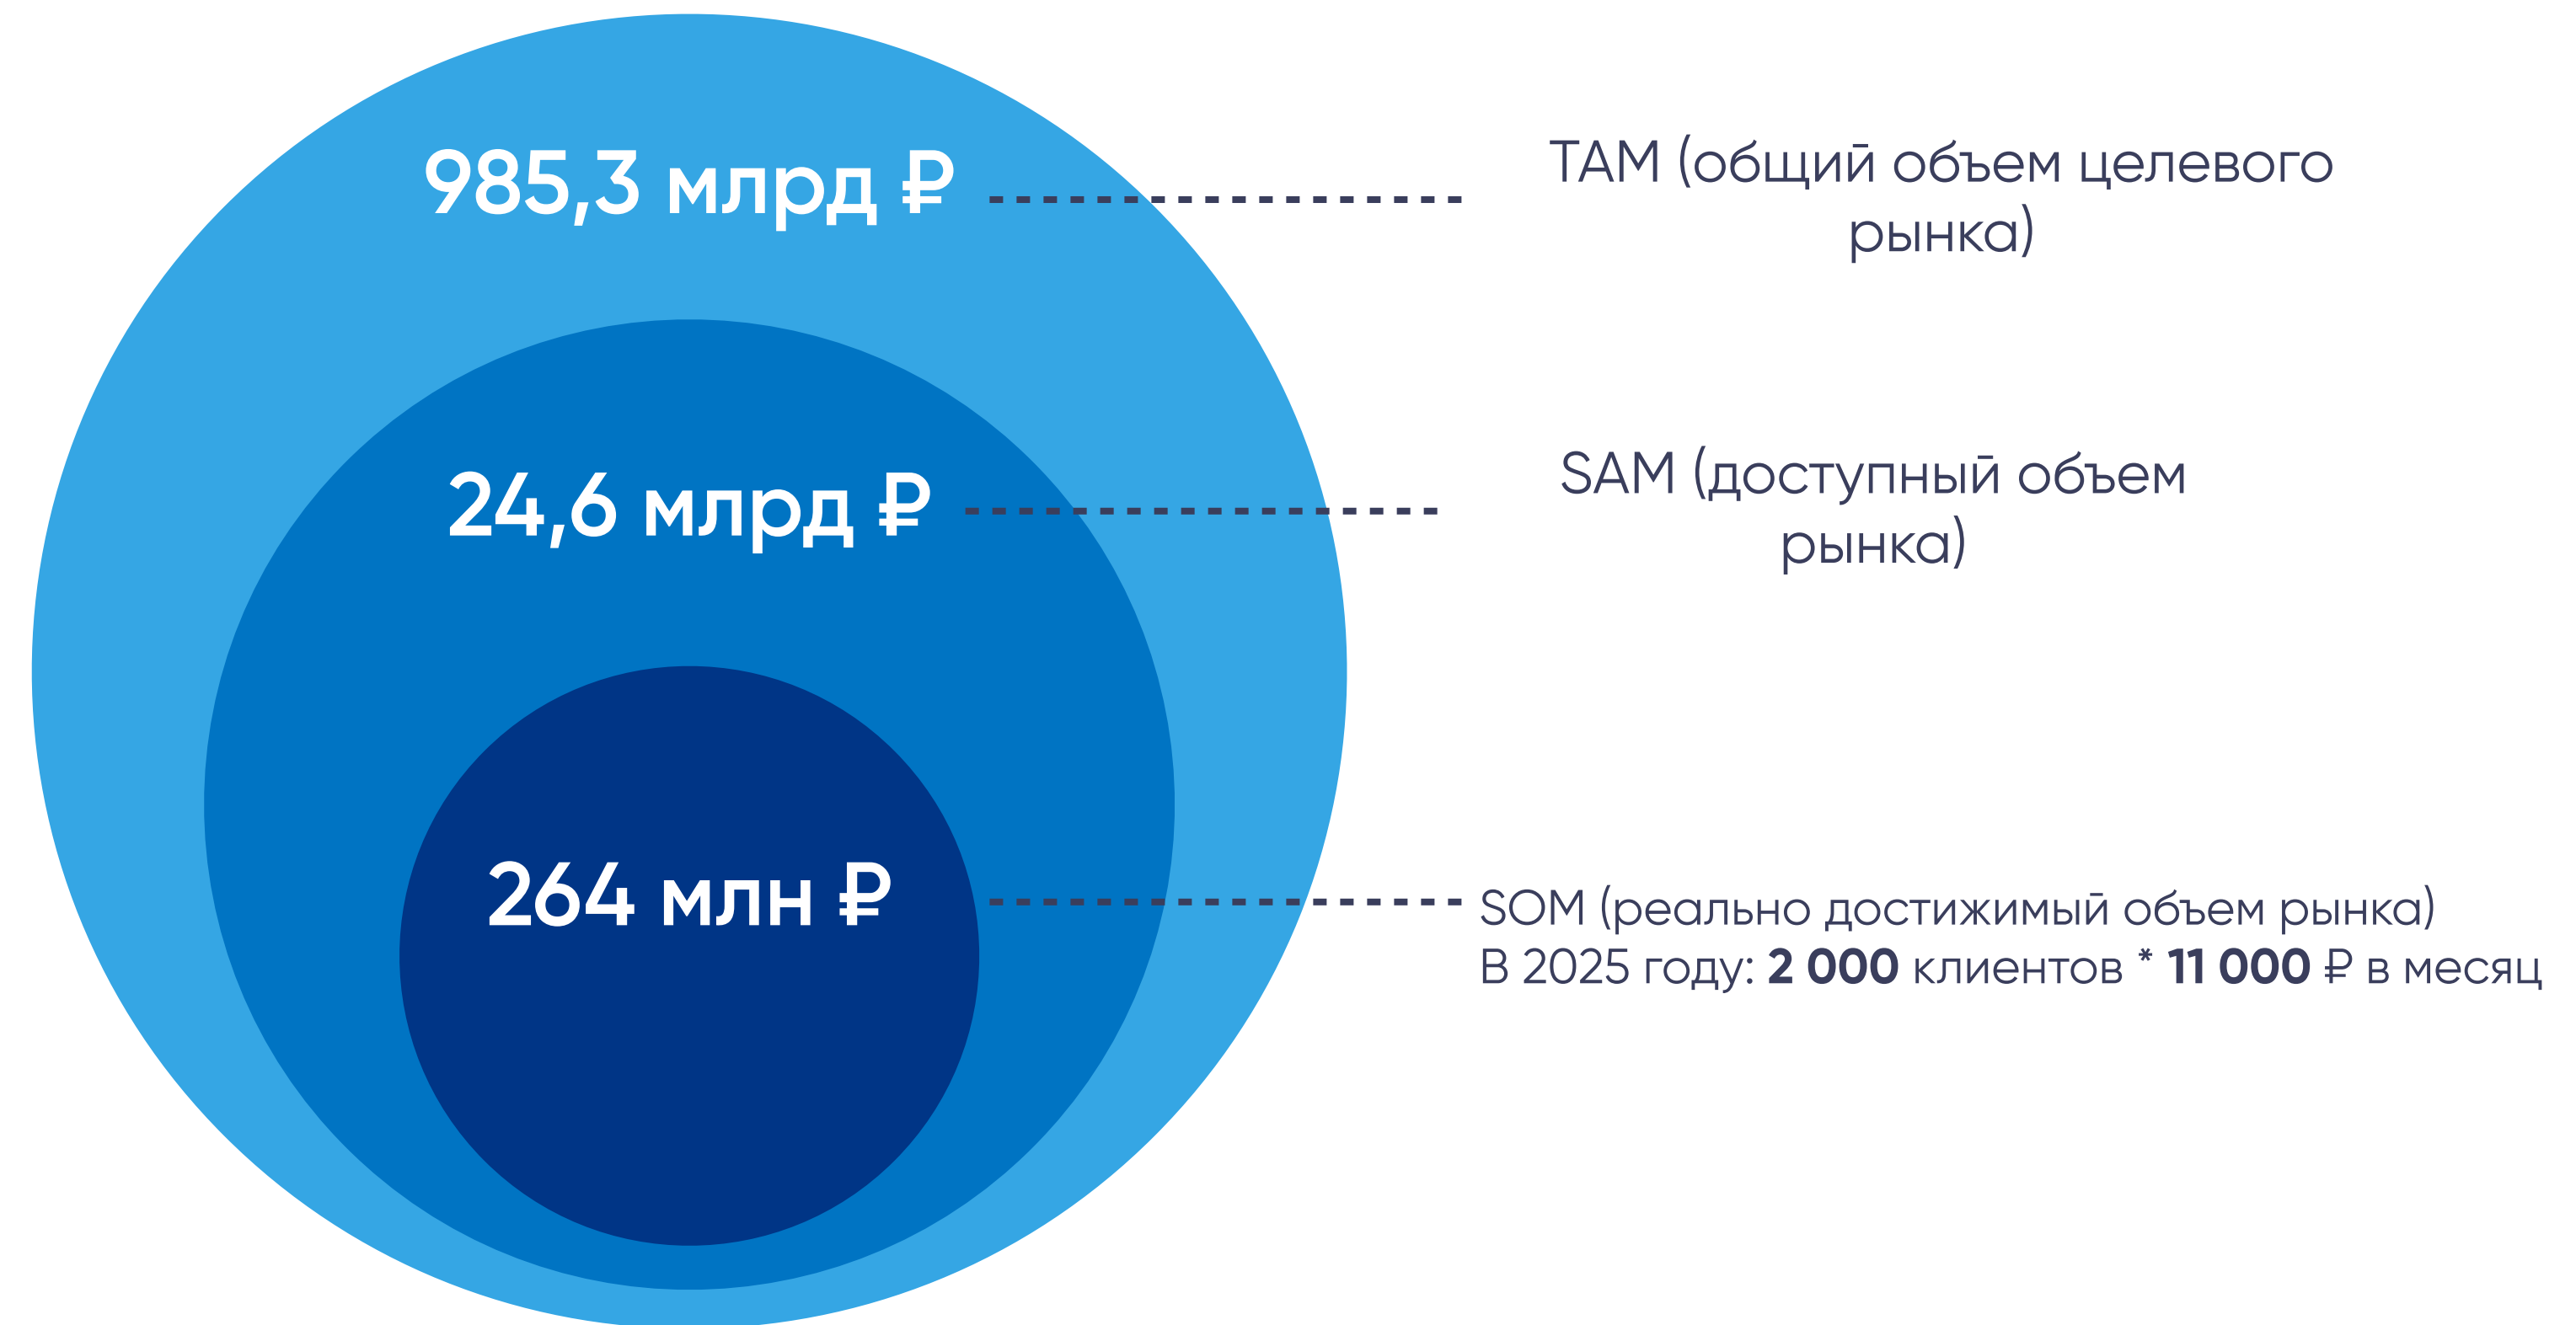 985,3 млрд ₽
TAM (общий объем целевого
рынка)
24,6 млрд ₽
SAM (доступный объем
рынка)
264 млн ₽
SOM (реально достижимый объем рынка)
В 2025 году: 2 000 клиентов * 11 000 ₽ в месяц